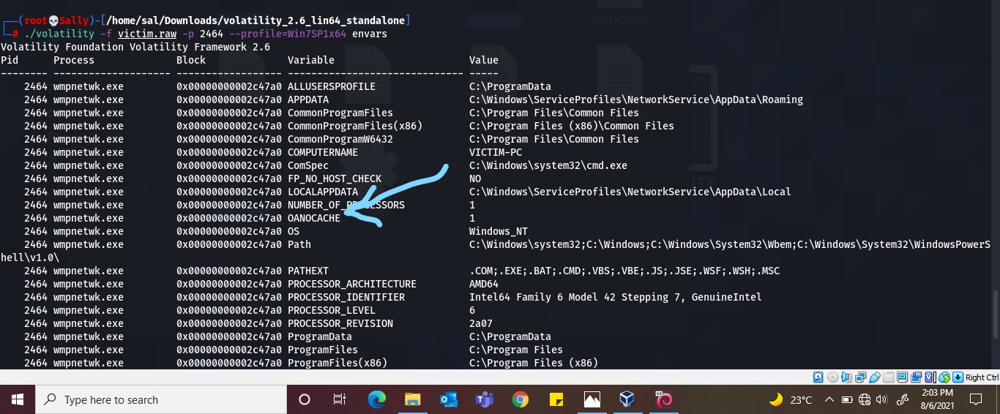 (root💀Sally)-[/home/sal/Downloads/volatility_2.6_lin64_standalone]
# ./volatility -f victim.raw -p 2464 --profile=Win7SP1x64 envars
Volatility Foundation Volatility Framework 2.6
Pid Process Block Variable Value
-------- -------------------- ------------------ ------------------------------ -----
2464 wmpnetwk.exe 0x00000000002c47a0 ALLUSERSPROFILE C:\ProgramData
2464 wmpnetwk.exe 0x00000000002c47a0 APPDATA C:\Windows\ServiceProfiles\NetworkService\AppData\Roaming
2464 wmpnetwk.exe 0x00000000002c47a0 CommonProgramFiles C:\Program Files\Common Files
2464 wmpnetwk.exe 0x00000000002c47a0 CommonProgramFiles(x86) C:\Program Files (x86)\Common Files
2464 wmpnetwk.exe 0x00000000002c47a0 CommonProgramW6432 C:\Program Files\Common Files
2464 wmpnetwk.exe 0x00000000002c47a0 COMPUTERNAME VICTIM-PC
2464 wmpnetwk.exe 0x00000000002c47a0 ComSpec C:\Windows\system32\cmd.exe
2464 wmpnetwk.exe 0x00000000002c47a0 FP_NO_HOST_CHECK NO
2464 wmpnetwk.exe 0x00000000002c47a0 LOCALAPPDATA C:\Windows\ServiceProfiles\NetworkService\AppData\Local
2464 wmpnetwk.exe 0x00000000002c47a0 NUMBER_OF_PROCESSORS 1
2464 wmpnetwk.exe 0x00000000002c47a0 OANOCACHE 1
2464 wmpnetwk.exe 0x00000000002c47a0 OS Windows_NT
2464 wmpnetwk.exe 0x00000000002c47a0 Path C:\Windows\system32;C:\Windows;C:\Windows\System32\Wbem;C:\Windows\System32\WindowsPowerS
hell\v1.0\
2464 wmpnetwk.exe 0x00000000002c47a0 PATHEXT .COM;.EXE;.BAT;.CMD;.VBS;.VBE;.JS;.JSE;.WSF;.WSH;.MSC
2464 wmpnetwk.exe 0x00000000002c47a0 PROCESSOR_ARCHITECTURE AMD64
2464 wmpnetwk.exe 0x00000000002c47a0 PROCESSOR_IDENTIFIER Intel64 Family 6 Model 42 Stepping 7, GenuineIntel
2464 wmpnetwk.exe 0x00000000002c47a0 PROCESSOR_LEVEL 6
2464 wmpnetwk.exe 0x00000000002c47a0 PROCESSOR_REVISION 2a07
2464 wmpnetwk.exe 0x00000000002c47a0 ProgramData C:\ProgramData
2464 wmpnetwk.exe 0x00000000002c47a0 ProgramFiles C:\Program Files
2464 wmpnetwk.exe 0x00000000002c47a0 ProgramFiles(x86) C:\Program Files (x86)
AUTHORS.txt
Right Ctrl
Type here to search
23°C
2:03 PM
8/6/2021